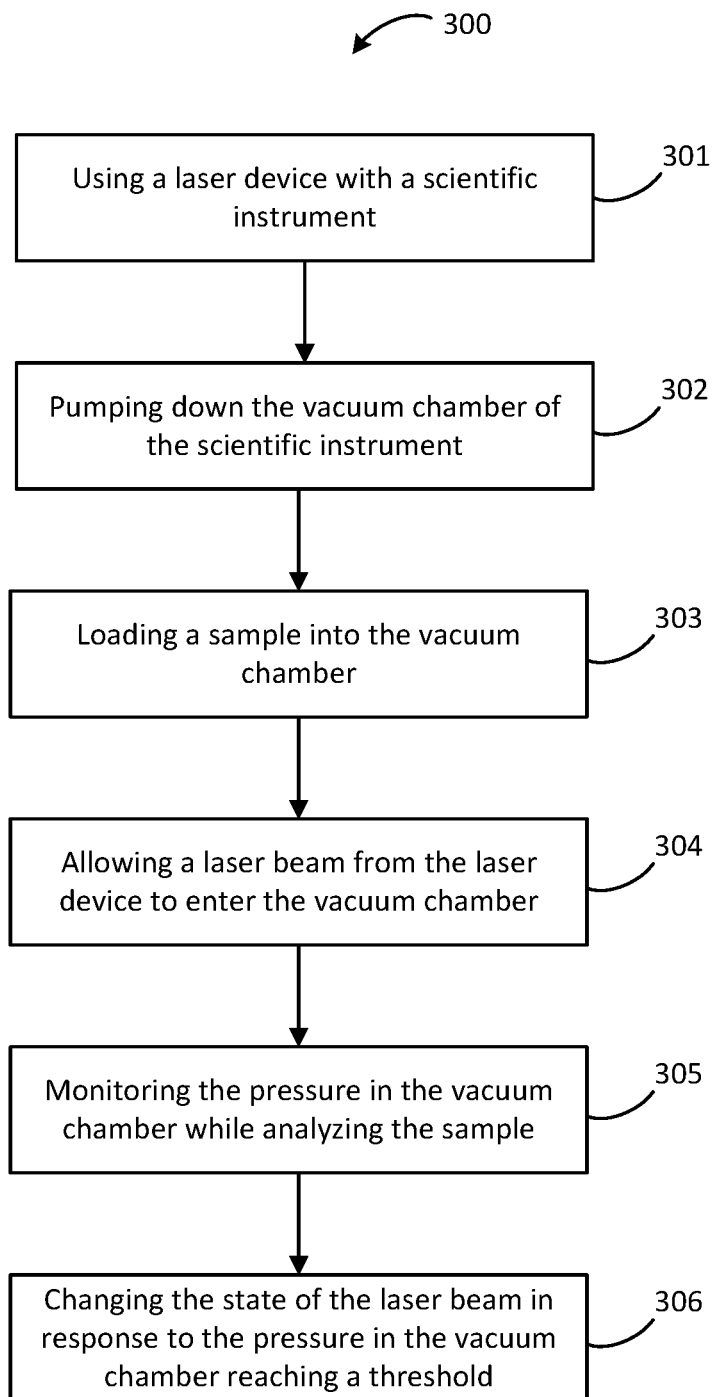 300
Using a laser device with a scientific
instrument
301
Pumping down the vacuum chamber of
the scientific instrument
302
Loading a sample into the vacuum
chamber
303
Allowing a laser beam from the laser
device to enter the vacuum chamber
304
Monitoring the pressure in the vacuum
chamber while analyzing the sample
305
Changing the state of the laser beam in
response to the pressure in the vacuum
chamber reaching a threshold
306